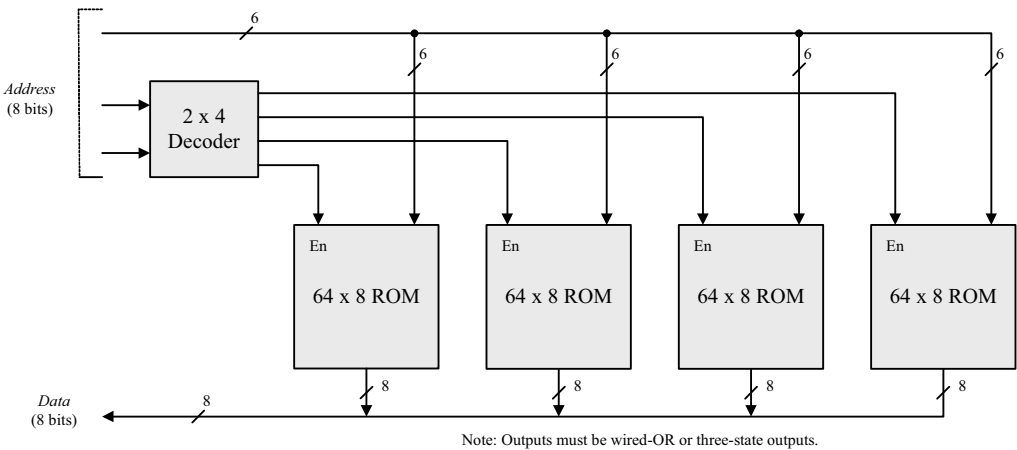 6
6
6
6
6
Address
(8 bits)
2 x 4
Decoder
En
En
En
En
64 x 8 ROM
64 x 8 ROM
64 x 8 ROM
64 x 8 ROM
8
8
8
8
Data
(8 bits)
8
Note: Outputs must be wired-OR or three-state outputs.